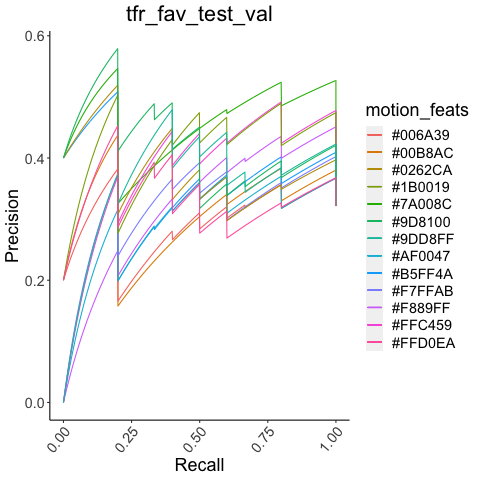 tfr_fav_test_val
Precision
0.6
0.4
0.2
0.0
0.00
0.25
0.50
0.75
1.00
Recall
motion_feats
#006A39
#00B8AC
#0262CA
#1B0019
#7A008C
#9D8100
#9DD8FF
#AF0047
#B5FF4A
#F7FFAB
#F889FF
#FFC459
#FFD0EA